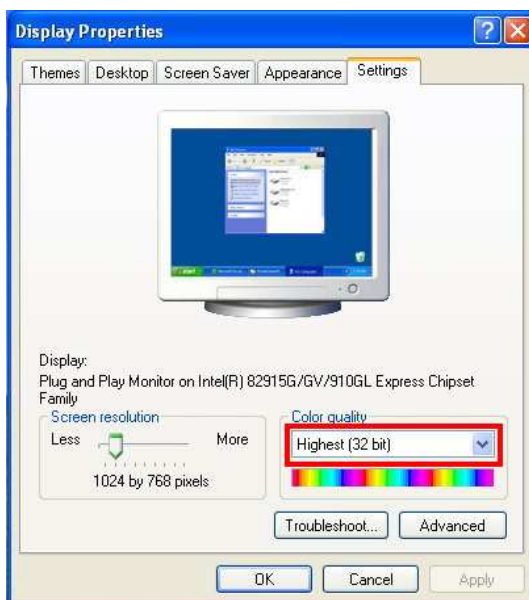 Display Properties
Themes Desktop Screen Saver Appearance Settings
Display:
Plug and Play Monitor on Intel(R) 82915G/GV/910GL Express Chipset
Family
Screen resolution
Less More
1024 by 768 pixels
Color quality
Highest (32 bit)
Troubleshoot... Advanced
OK Cancel Apply